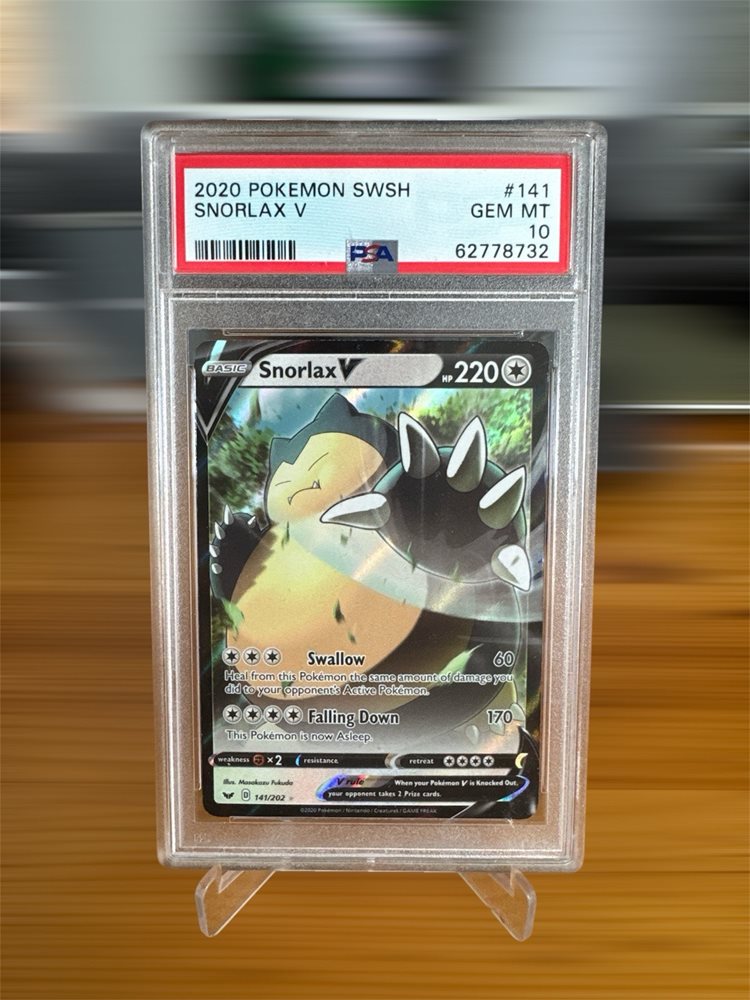 2020 POKEMON SWSH #141
SNORLAX V GEM MT
10
PSA 62778732
BASIC Snorlax V HP 220
Swallow 60
Heal from this Pokémon the same amount of damage you
did to your opponent's Active Pokémon.
Falling Down 170
This Pokémon is now Asleep.
weakness ×2 resistance retreat
Illus. Masakazu Fukuda
V rule When your Pokémon V is Knocked Out,
your opponent takes 2 Prize cards.
D 141/202
©2020 Pokémon / Nintendo / Creatures / GAME FREAK